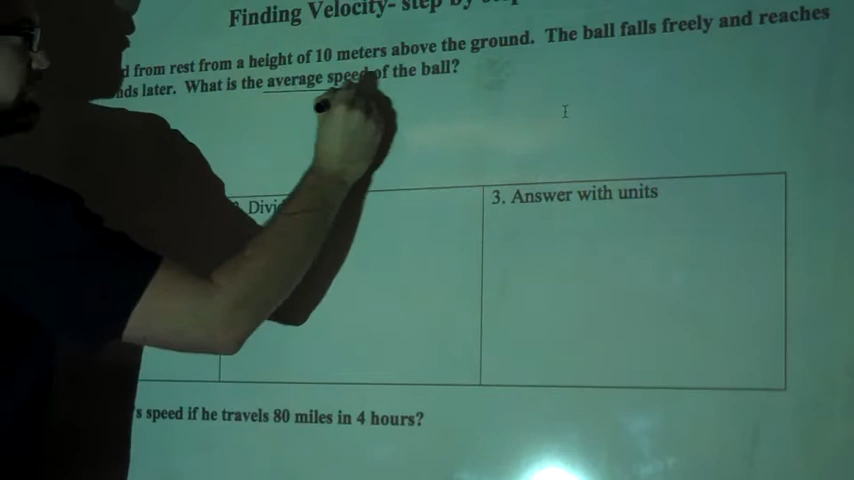 Finding Velocity- step by step
from rest from a height of 10 meters above the ground. The ball falls freely and reaches
later. What is the average speed of the ball?
3. Answer with units
speed if he travels 80 miles in 4 hours?